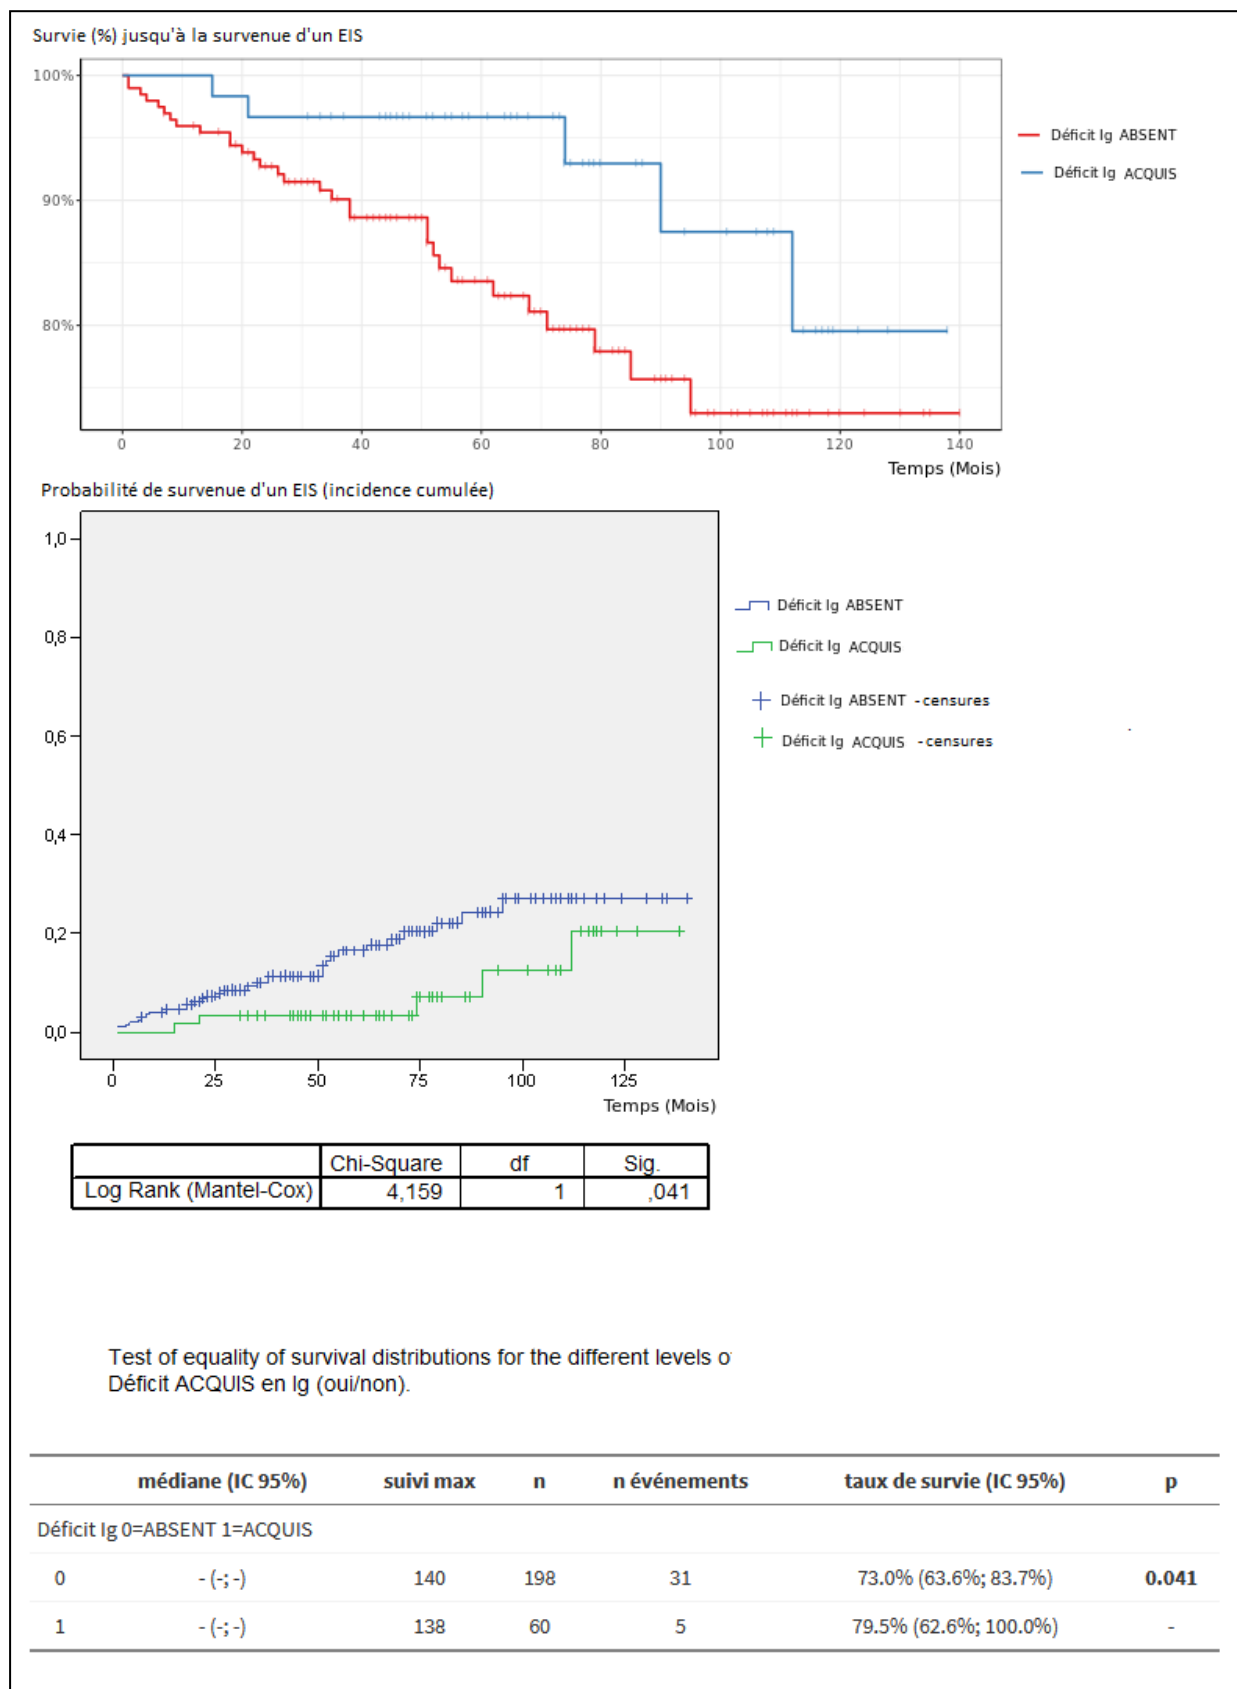 Survie (%) jusqu'à la survenue d'un EIS
100%
90%
80%
0 20 40 60 80 100 120 140
Temps (Mois)
Déficit Ig ABSENT
Déficit Ig ACQUIS
Probabilité de survenue d'un EIS (incidence cumulée)
1,0
0,8
0,6
0,4
0,2
0,0
0 25 50 75 100 125
Temps (Mois)
Déficit Ig ABSENT
Déficit Ig ACQUIS
Déficit Ig ABSENT - censures
Déficit Ig ACQUIS - censures
Chi-Square df Sig.
Log Rank (Mantel-Cox) 4,159 1 ,041
Test of equality of survival distributions for the different levels o
Déficit ACQUIS en Ig (oui/non).
médiane (IC 95%) suivi max n n événements taux de survie (IC 95%) p
Déficit Ig 0=ABSENT 1=ACQUIS
0 - (-; -) 140 198 31 73.0% (63.6%; 83.7%) 0.041
1 - (-; -) 138 60 5 79.5% (62.6%; 100.0%) -